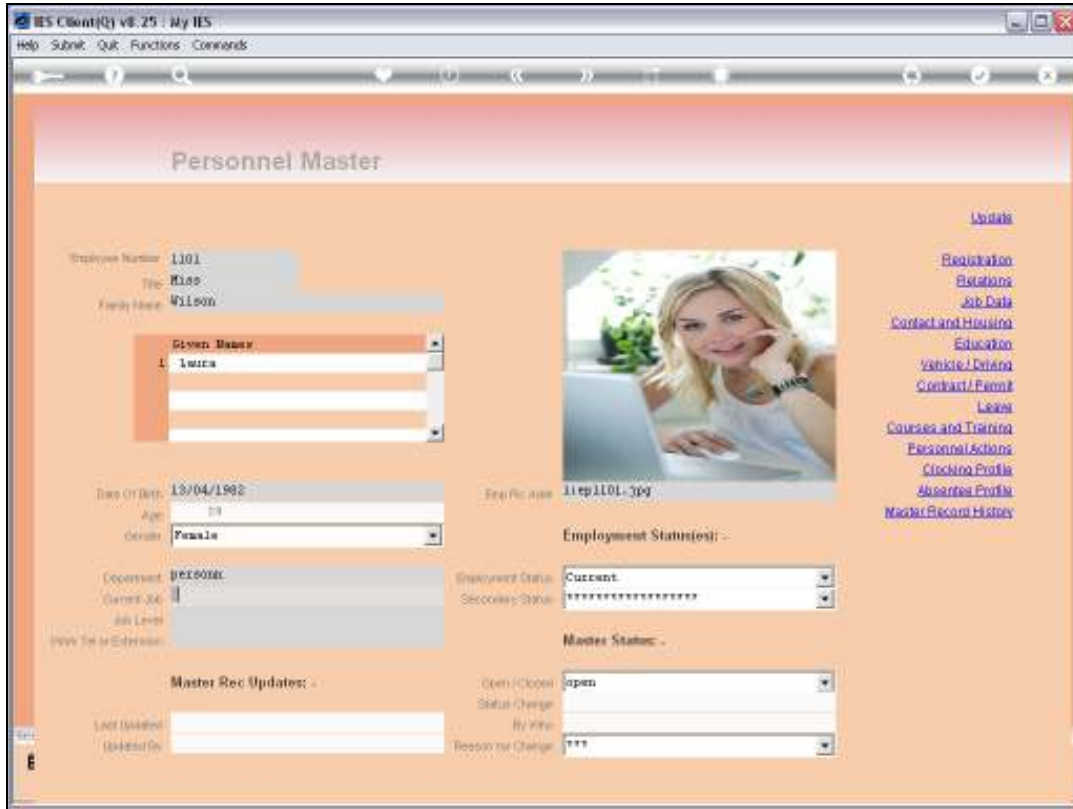 IES Client(Q) v8.25 : My IES
Help Submit Quit Functions Commands
Personnel Master
Update
Employee Number 1101
Title Miss
Family Name Wilson
Given Names
1 laura
Registration
Relations
Job Data
Contact and Housing
Education
Vehicle / Driving
Contract / Permit
Leave
Courses and Training
Personnel Actions
Clocking Profile
Absentee Profile
Master Record History
Date Of Birth 13/04/1982
Age
Gender Female
Emp Pic .jpg
Employment Status(es): -
Department personn
Current Job
Job Level
Work Tel or Extension
Employment Status Current
Secondary Status ******************
Master Status: -
Master Rec Updates: -
Open / Closed open
Status Change
By Who
Reason for Change ***
Last Updated
Updated By